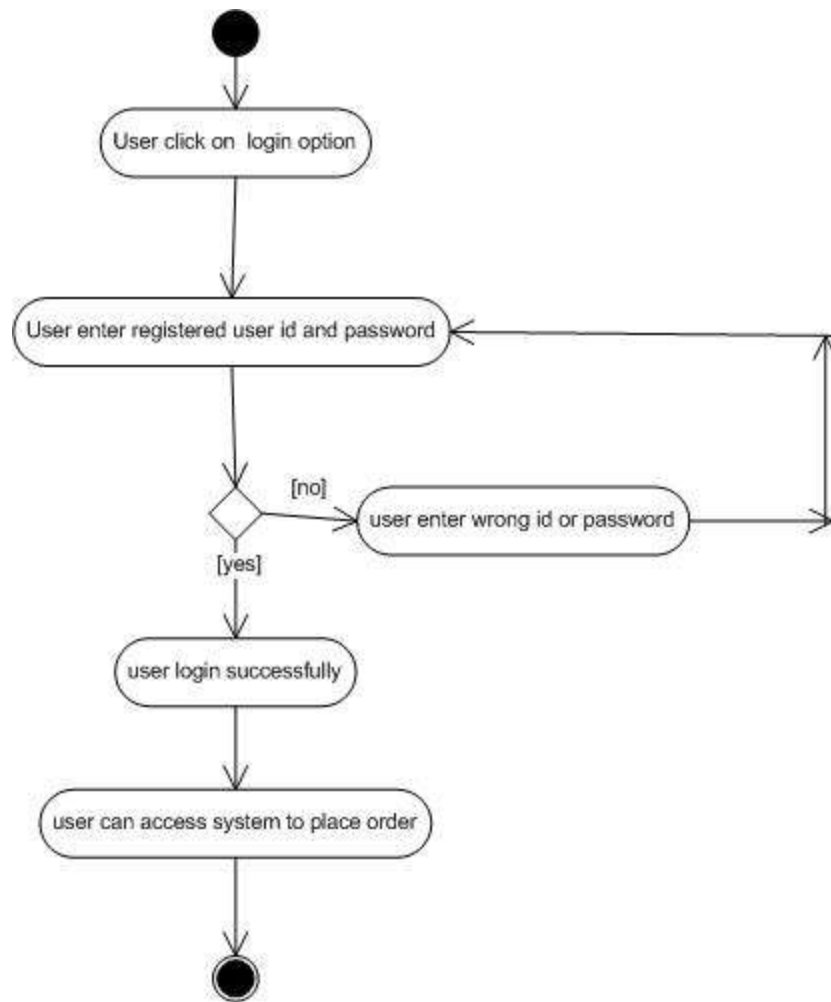 User click on login option
User enter registered user id and password
[no]
user enter wrong id or password
[yes]
user login successfully
user can access system to place order